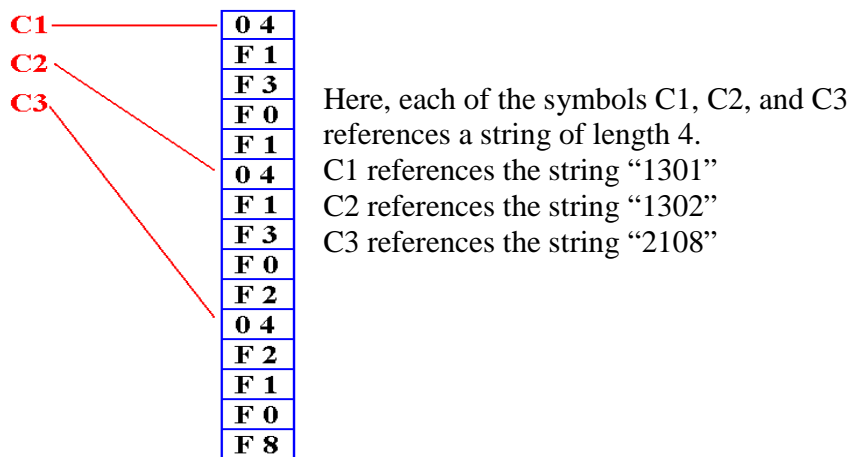 C1
C2
C3
0 4
F 1
F 3
F 0
F 1
0 4
F 1
F 3
F 0
F 2
0 4
F 2
F 1
F 0
F 8
Here, each of the symbols C1, C2, and C3
references a string of length 4.
C1 references the string “1301”
C2 references the string “1302”
C3 references the string “2108”